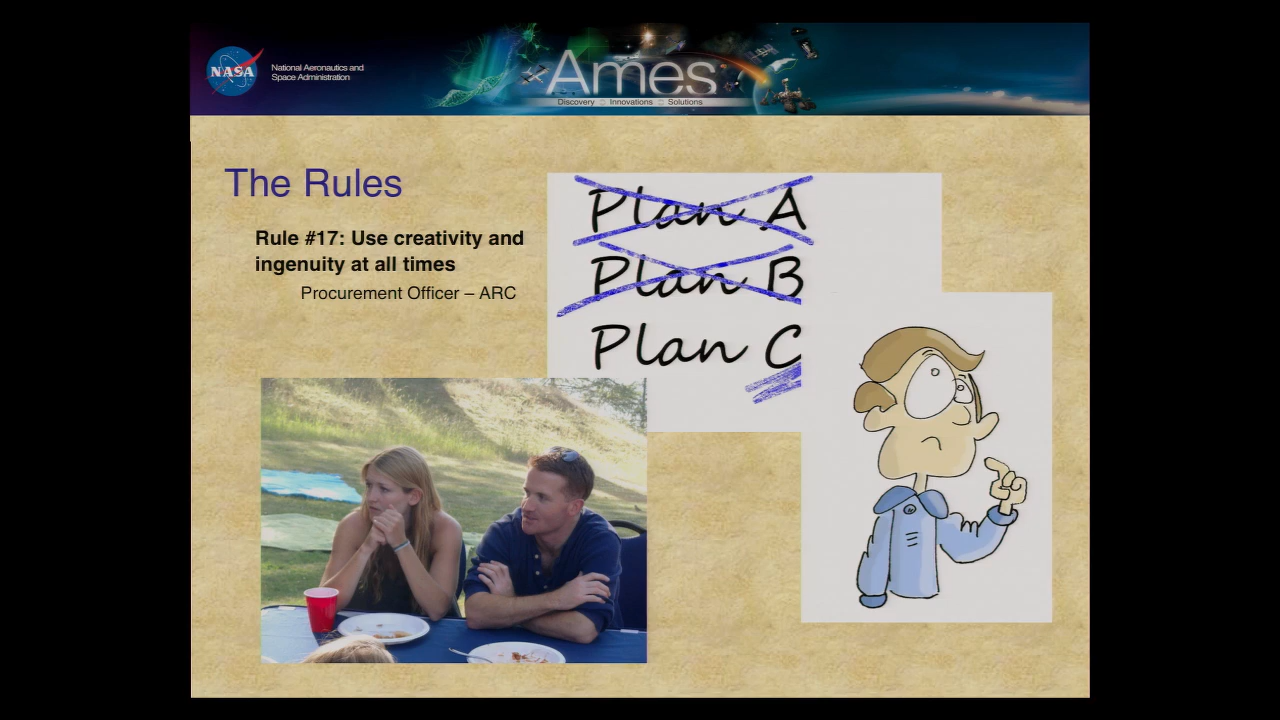 NASA
National Aeronautics and
Space Administration
Ames
Discovery :: Innovations :: Solutions
The Rules
Rule #17: Use creativity and
ingenuity at all times
Procurement Officer – ARC
Plan A
Plan B
Plan C